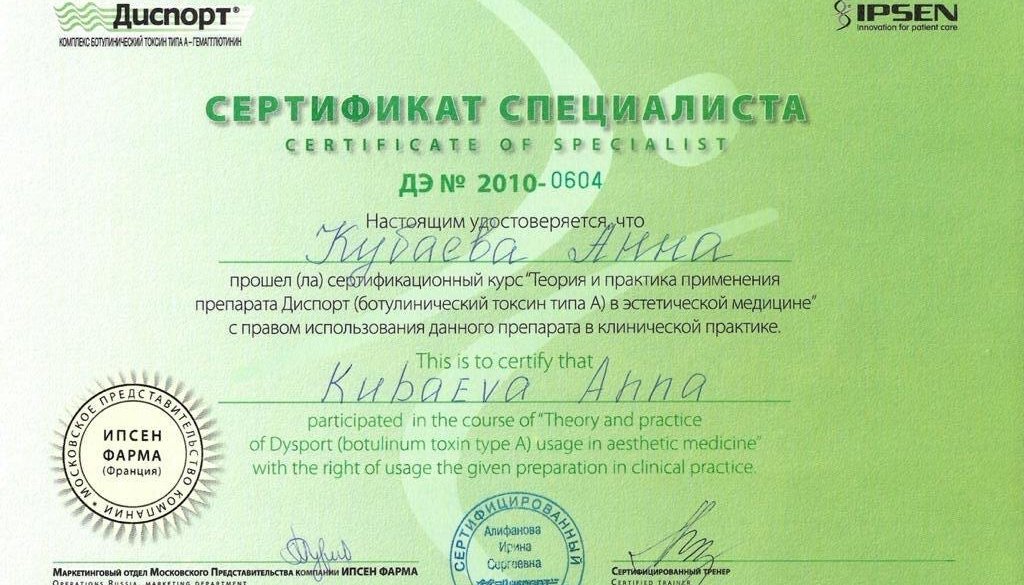 Диспорт®
КОМПЛЕКС БОТУЛИНИЧЕСКИЙ ТОКСИН ТИПА А – ГЕМАГГЛЮТИНИН
IPSEN
Innovation for patient care
СЕРТИФИКАТ СПЕЦИАЛИСТА
CERTIFICATE OF SPECIALIST
ДЭ № 2010-0604
Настоящим удостоверяется, что
Кубаева Анна
прошел (ла) сертификационный курс "Теория и практика применения
препарата Диспорт (ботулинический токсин типа А) в эстетической медицине"
с правом использования данного препарата в клинической практике.
This is to certify that
Kubaeva Anna
participated in the course of "Theory and practice
of Dysport (botulinum toxin type A) usage in aesthetic medicine"
with the right of usage the given preparation in clinical practice.
МОСКОВСКОЕ ПРЕДСТАВИТЕЛЬСТВО КОМПАНИИ
ИПСЕН
ФАРМА
(Франция)
СЕРТИФИЦИРОВАННЫЙ
Алифанова
Ирина
Сергеевна
Маркетинговый отдел Московского Представительства компании ИПСЕН ФАРМА
Operations Russia, marketing department
Сертифицированный тренер
Certified trainer